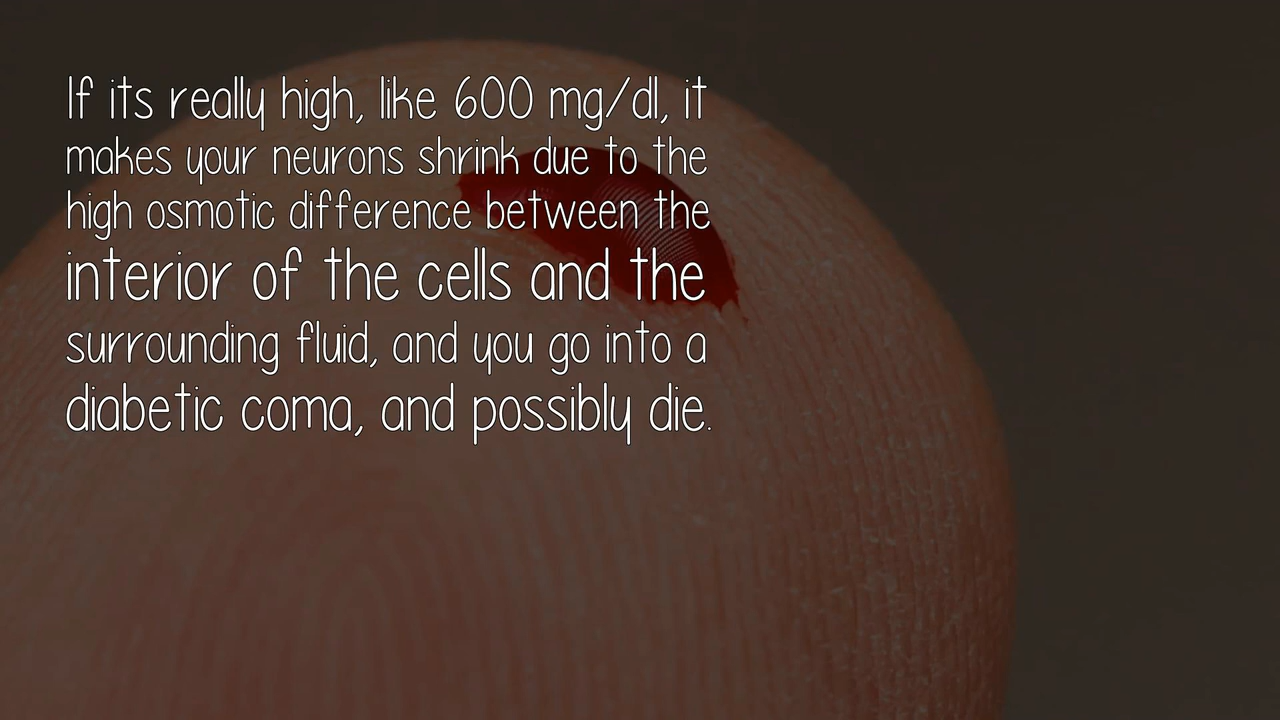 If its really high, like 600 mg/dl, it
makes your neurons shrink due to the
high osmotic difference between the
interior of the cells and the
surrounding fluid, and you go into a
diabetic coma, and possibly die.